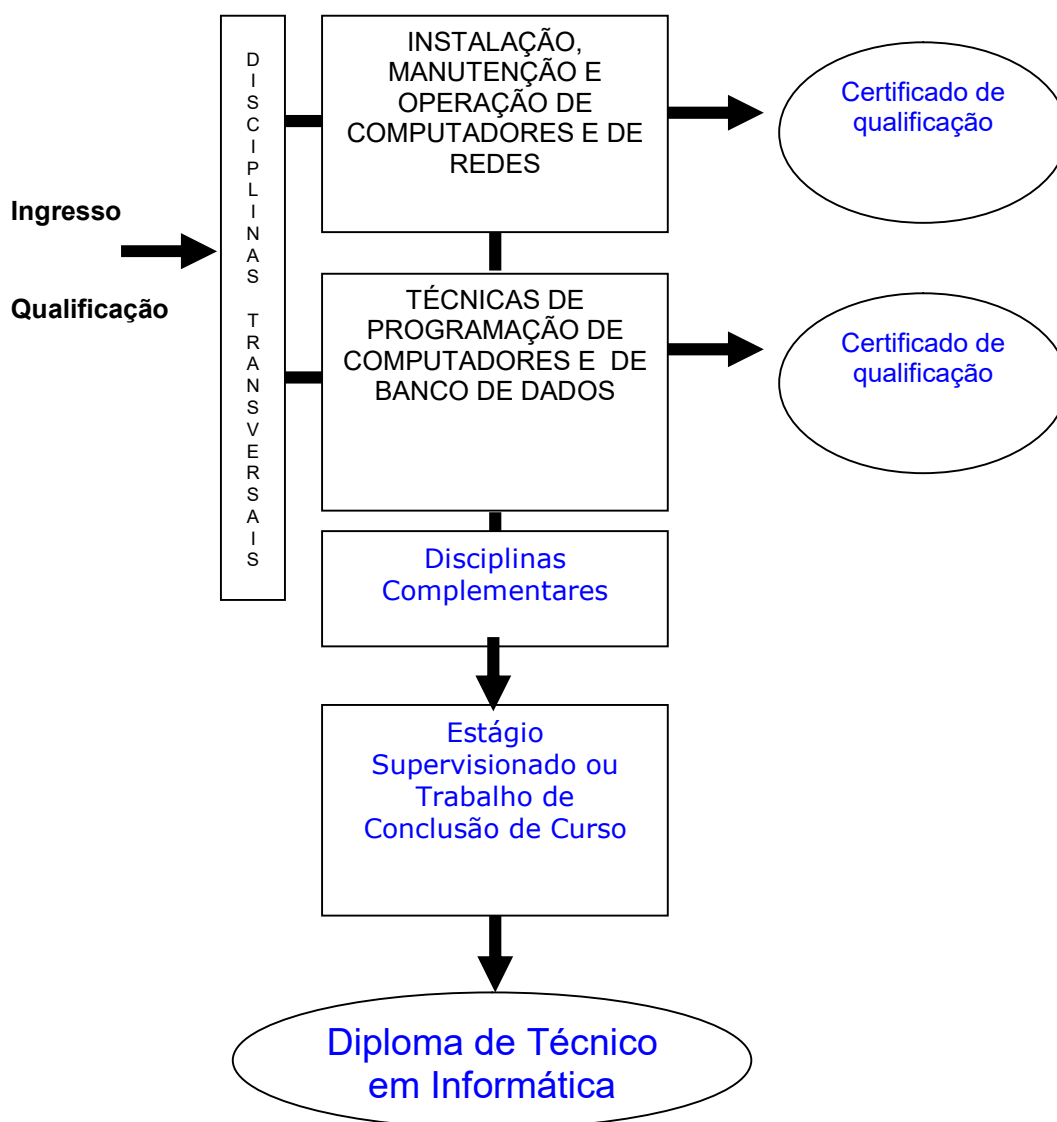 Ingresso
Qualificação
DISCIPLINAS TRANSVERSAIS
INSTALAÇÃO,
MANUTENÇÃO E
OPERAÇÃO DE
COMPUTADORES E DE
REDES
Certificado de
qualificação
TÉCNICAS DE
PROGRAMAÇÃO DE
COMPUTADORES E DE
BANCO DE DADOS
Certificado de
qualificação
Disciplinas
Complementares
Estágio
Supervisionado ou
Trabalho de
Conclusão de Curso
Diploma de Técnico
em Informática